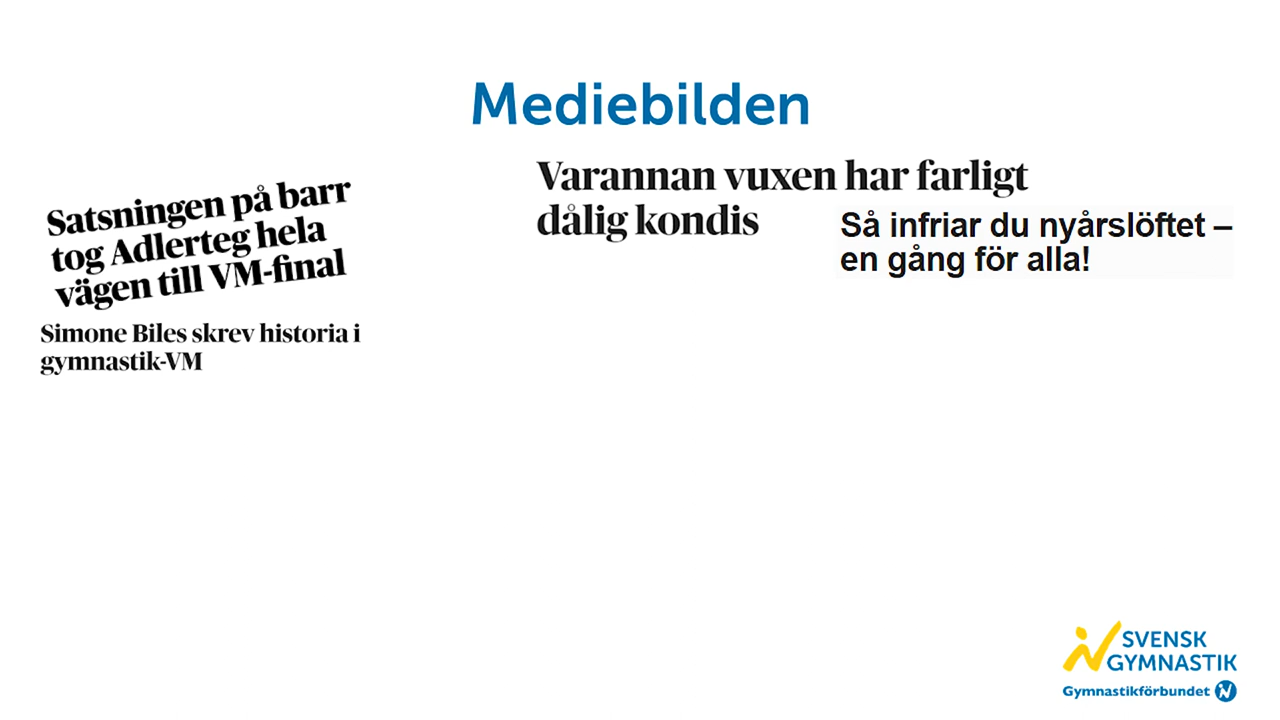 Mediebilden
Satsningen på barr
tog Adlerteg hela
vägen till VM-final
Simone Biles skrev historia i
gymnastik-VM
Varannan vuxen har farligt
dålig kondis
Så infriar du nyårslöftet –
en gång för alla!
SVENSK
GYMNASTIK
Gymnastikförbundet